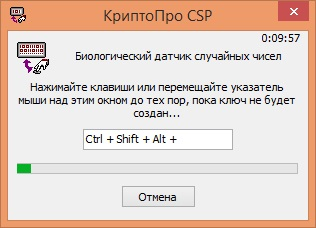 КриптоПро CSP
0:09:57
Биологический датчик случайных чисел
Нажимайте клавиши или перемещайте указатель
мыши над этим окном до тех пор, пока ключ не будет
создан...
Ctrl + Shift + Alt +
Отмена